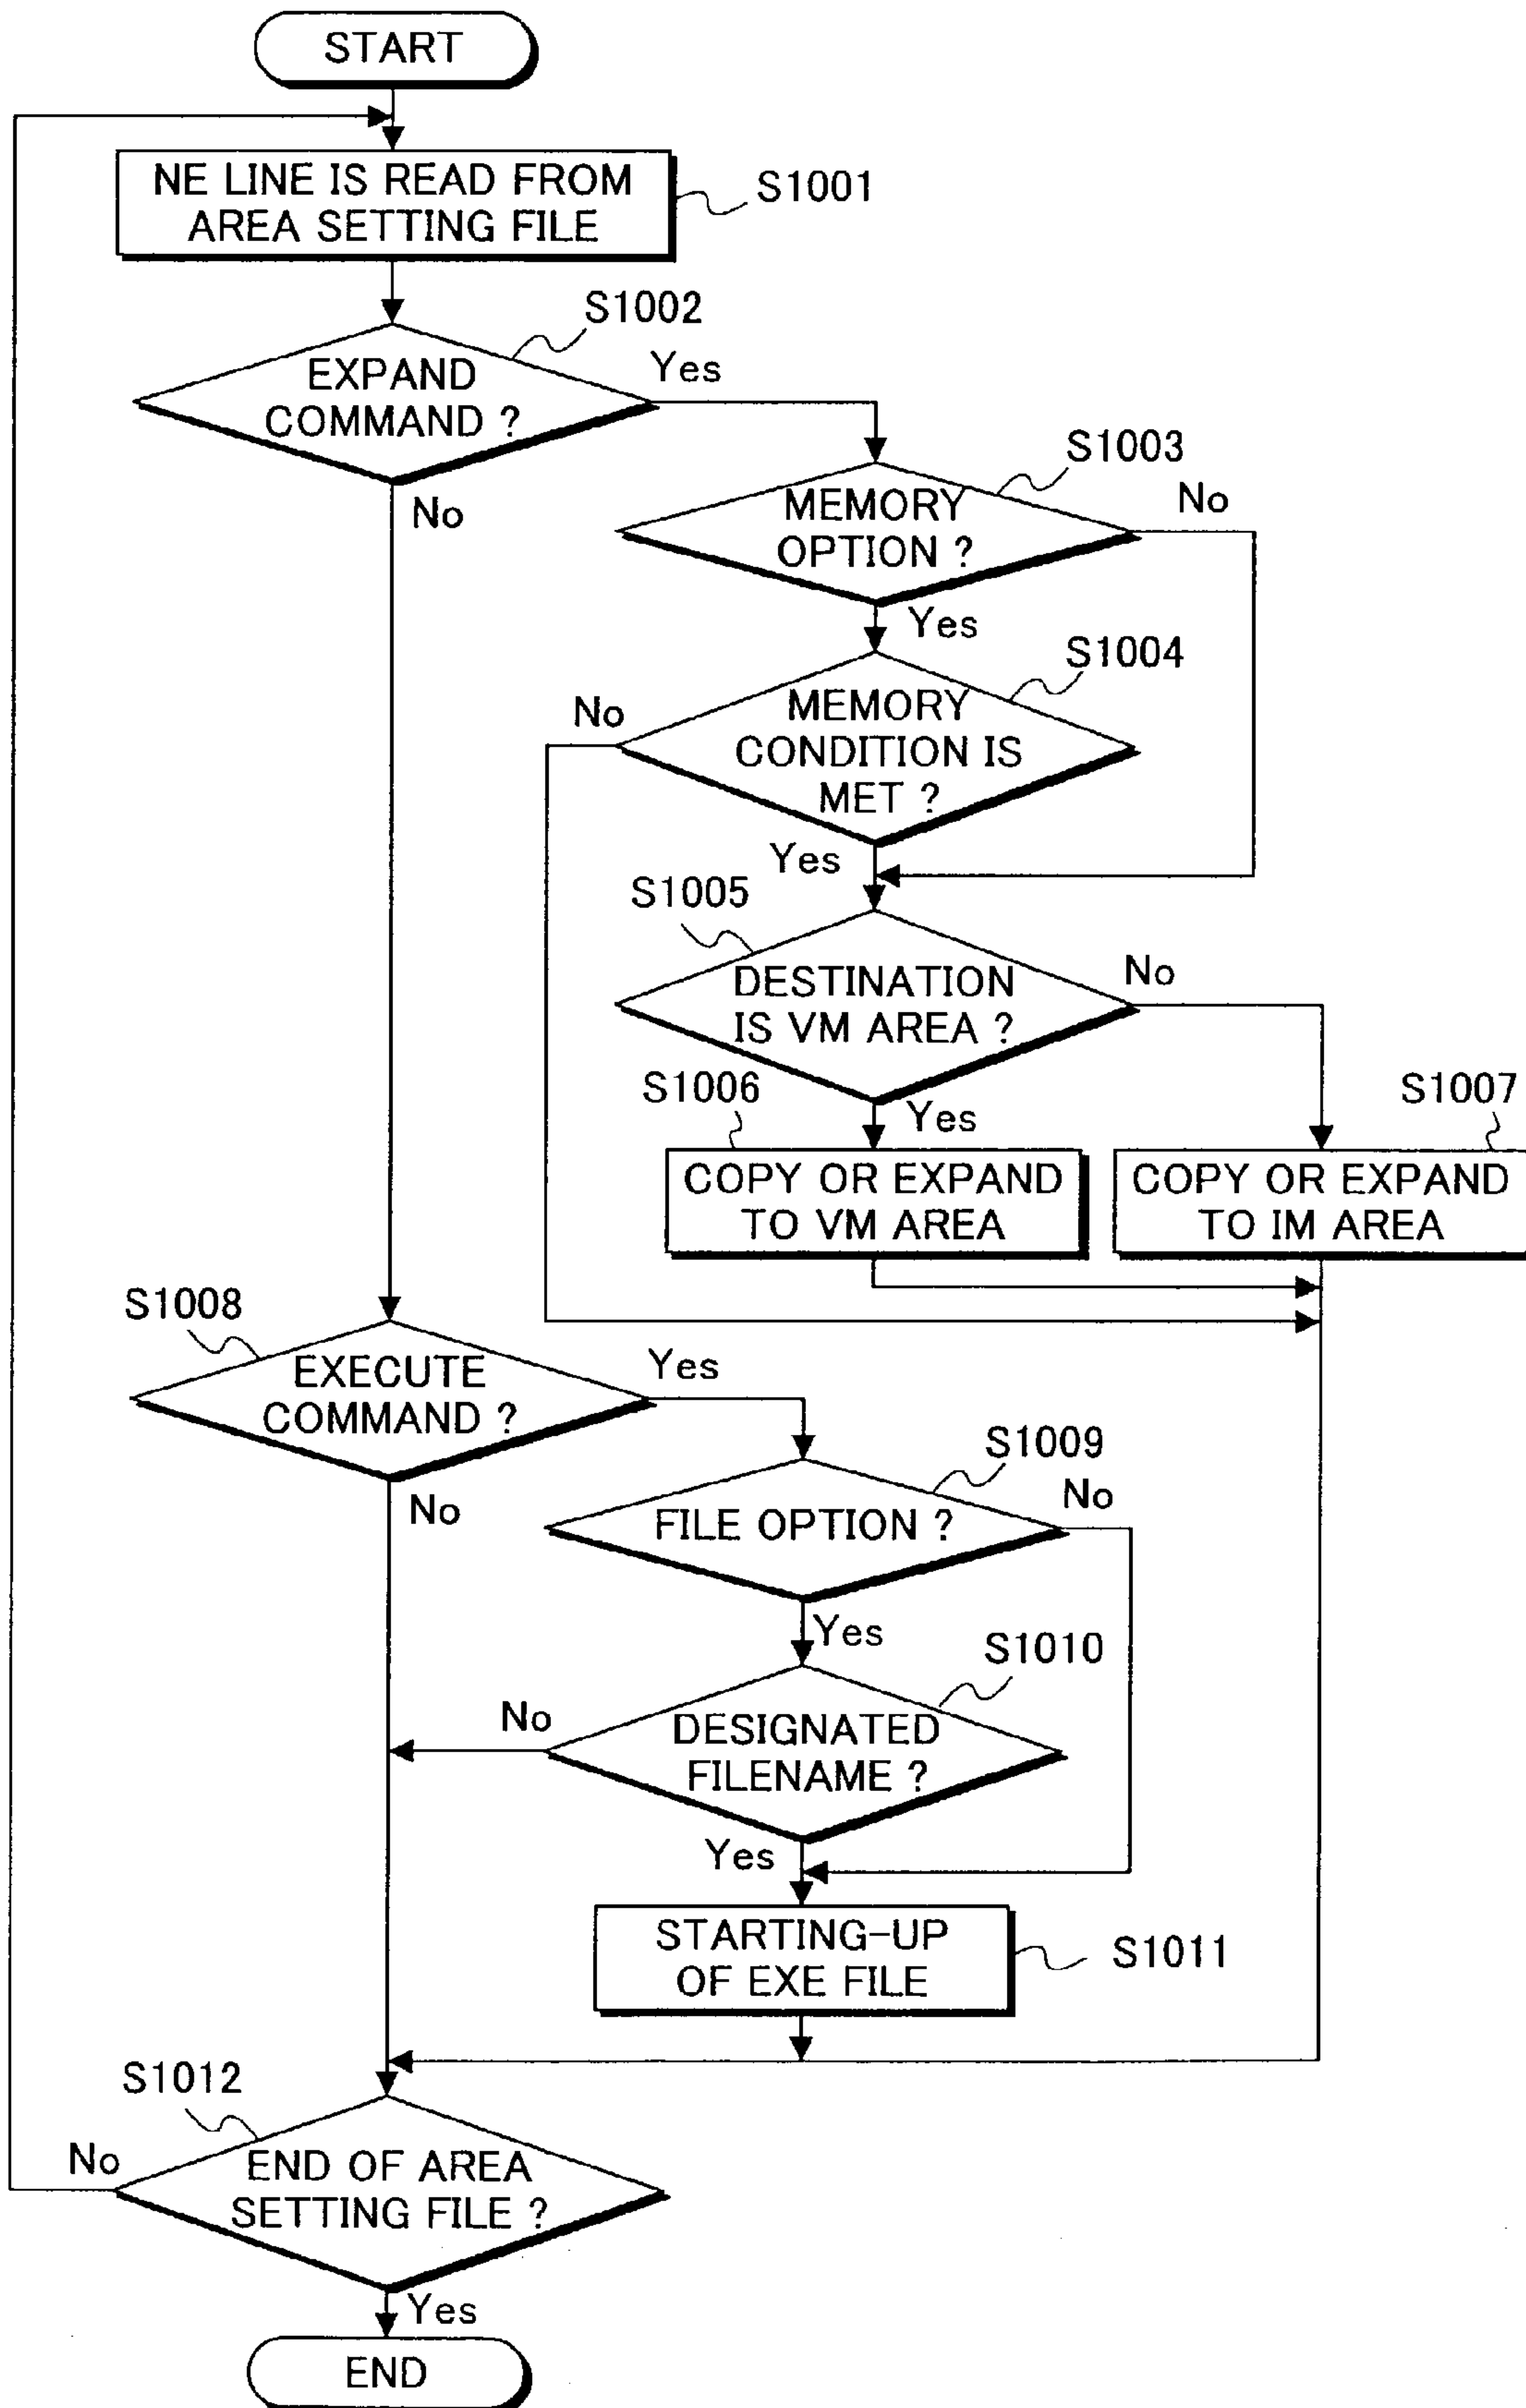 START
NE LINE IS READ FROM
AREA SETTING FILE
S1001
S1002
EXPAND
COMMAND ?
Yes
No
S1003
MEMORY
OPTION ?
No
Yes
S1004
MEMORY
CONDITION IS
MET ?
No
Yes
S1005
DESTINATION
IS VM AREA ?
No
Yes
S1006
COPY OR EXPAND
TO VM AREA
S1007
COPY OR EXPAND
TO IM AREA
S1008
EXECUTE
COMMAND ?
Yes
No
S1009
FILE OPTION ?
No
Yes
S1010
DESIGNATED
FILENAME ?
No
Yes
STARTING-UP
OF EXE FILE
S1011
S1012
END OF AREA
SETTING FILE ?
No
Yes
END